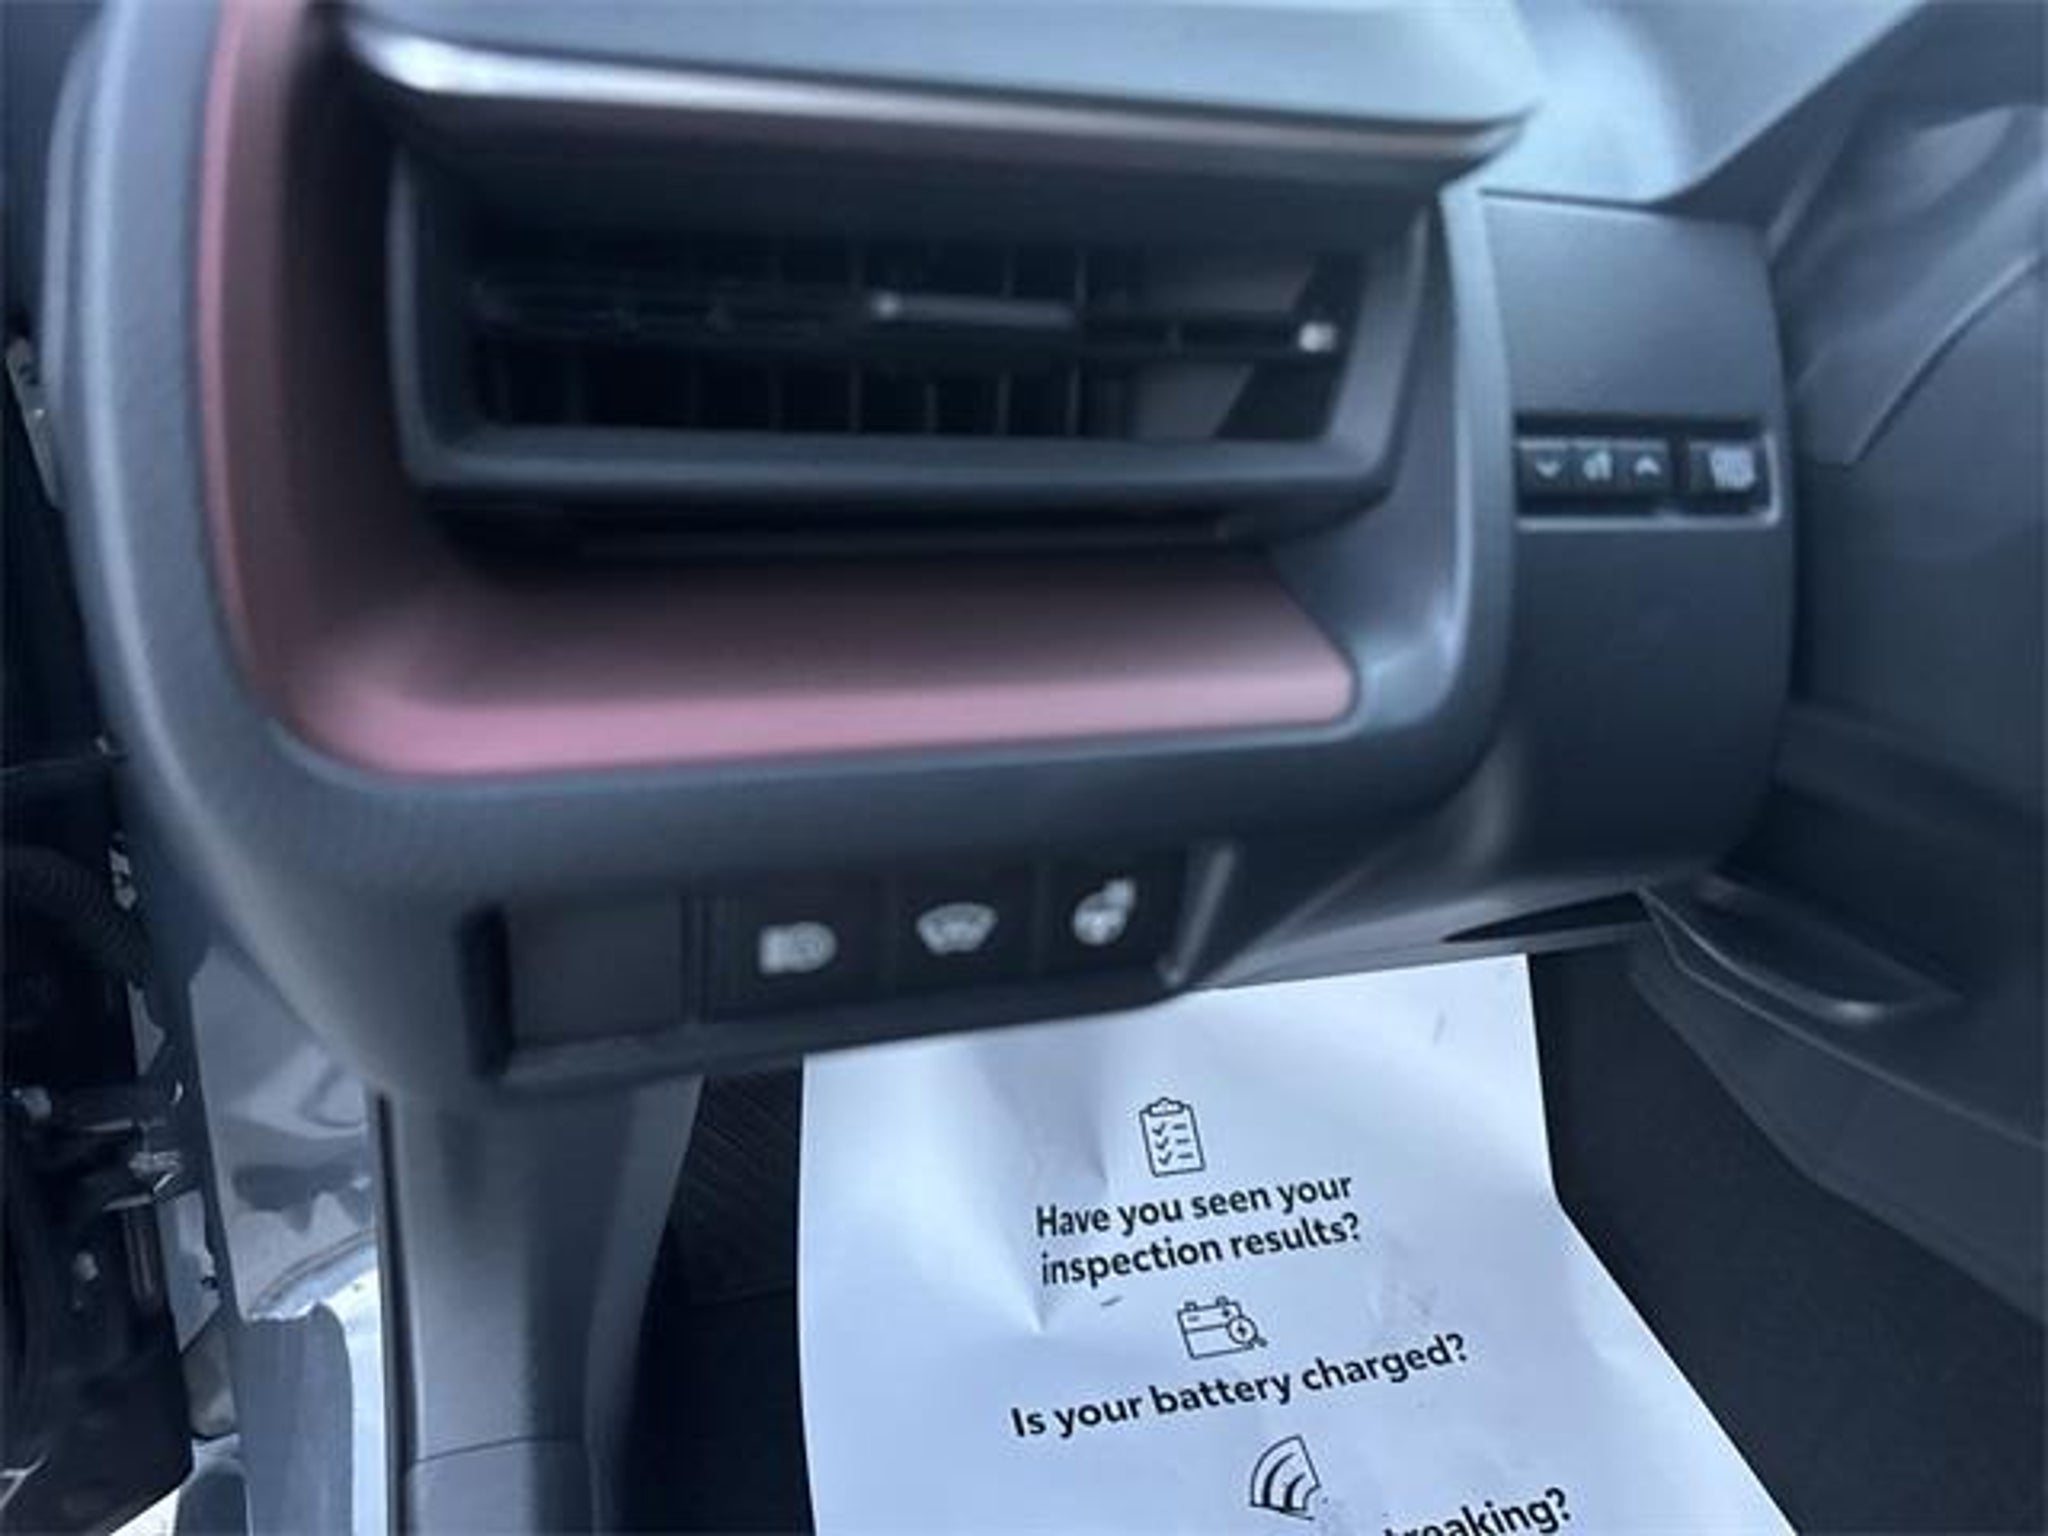 Have you seen your
inspection results?
Is your battery charged?